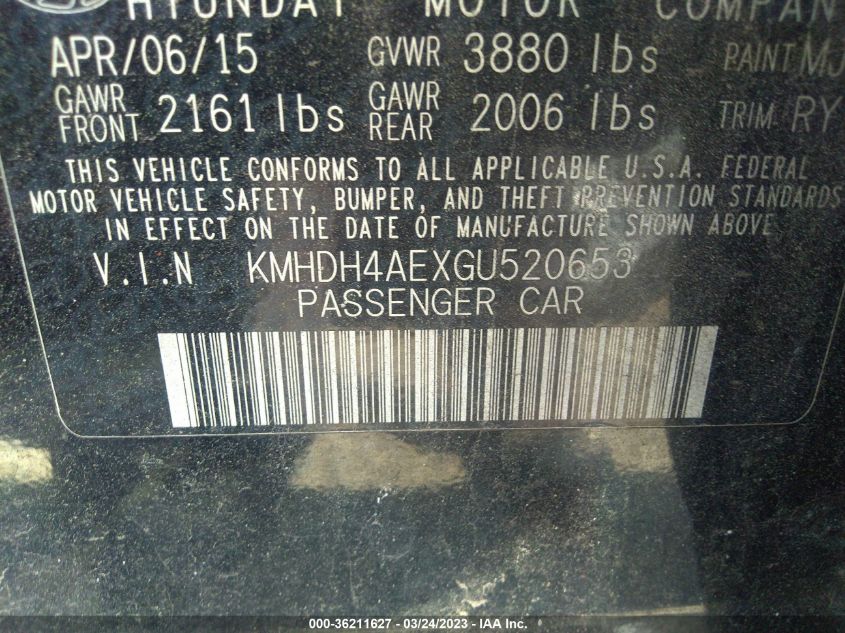 HYUNDAI MOTOR COMPAN
APR/06/15 GVWR 3880 lbs PAINT MJ
GAWR FRONT 2161 lbs GAWR REAR 2006 lbs TRIM RY
THIS VEHICLE CONFORMS TO ALL APPLICABLE U.S.A. FEDERAL
MOTOR VEHICLE SAFETY, BUMPER, AND THEFT PREVENTION STANDARDS
IN EFFECT ON THE DATE OF MANUFACTURE SHOWN ABOVE
V.I.N KMHDH4AEXGU520653
PASSENGER CAR
000-36211627 — 03/24/2023 — IAA Inc.